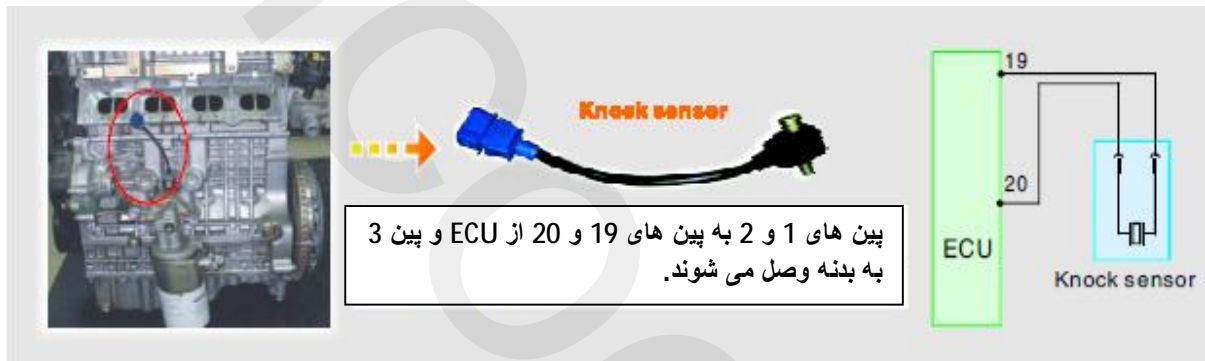 Knock sensor
پین های 1 و 2 به پین های 19 و 20 از ECU و پین 3
به بدنه وصل می شوند.
19
20
ECU
Knock sensor